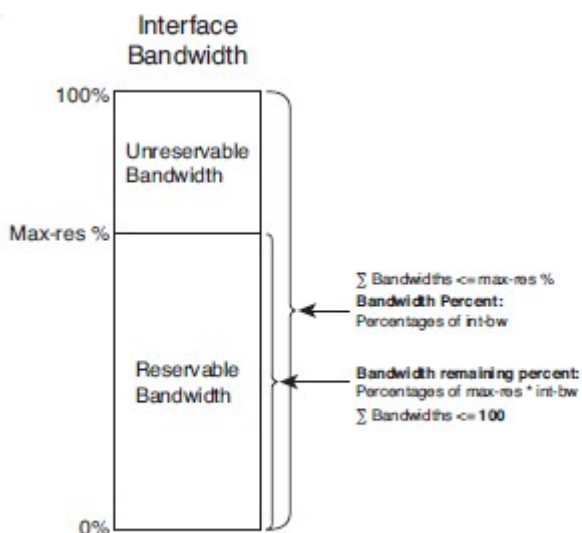 Interface
Bandwidth
100%
Unreservable
Bandwidth
Max-res %
∑ Bandwidths <= max-res %
Bandwidth Percent:
Percentages of int-bw
Reservable
Bandwidth
Bandwidth remaining percent:
Percentages of max-res * int-bw
∑ Bandwidths <= 100
0%